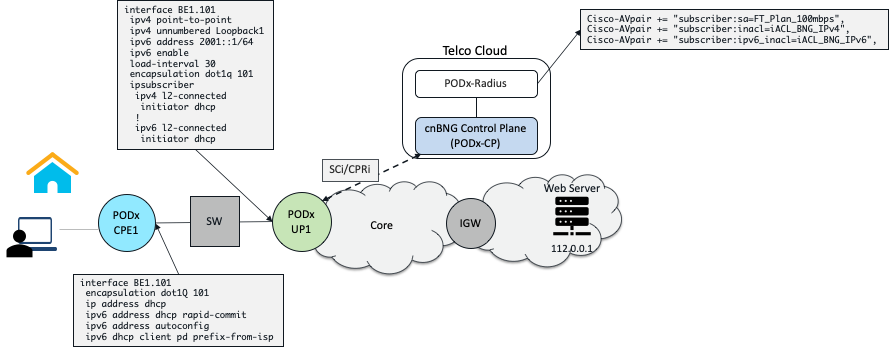 interface BE1.101
ipv4 point-to-point
ipv4 unnumbered Loopback1
ipv6 address 2001::1/64
ipv6 enable
load-interval 30
encapsulation dot1q 101
ipsubscriber
ipv4 l2-connected
initiator dhcp
!
ipv6 l2-connected
initiator dhcp
Cisco-AVpair += "subscriber:sa=FT_Plan_100mbps",
Cisco-AVpair += "subscriber:inacl=iACL_BNG_IPv4",
Cisco-AVpair += "subscriber:ipv6_inacl=iACL_BNG_IPv6",
Telco Cloud
PODx-Radius
cnBNG Control Plane
(PODx-CP)
SCi/CPRi
PODx
CPE1
SW
PODx
UP1
Core
IGW
Web Server
112.0.0.1
interface BE1.101
encapsulation dot1Q 101
ip address dhcp
ipv6 address dhcp rapid-commit
ipv6 address autoconfig
ipv6 dhcp client pd prefix-from-isp